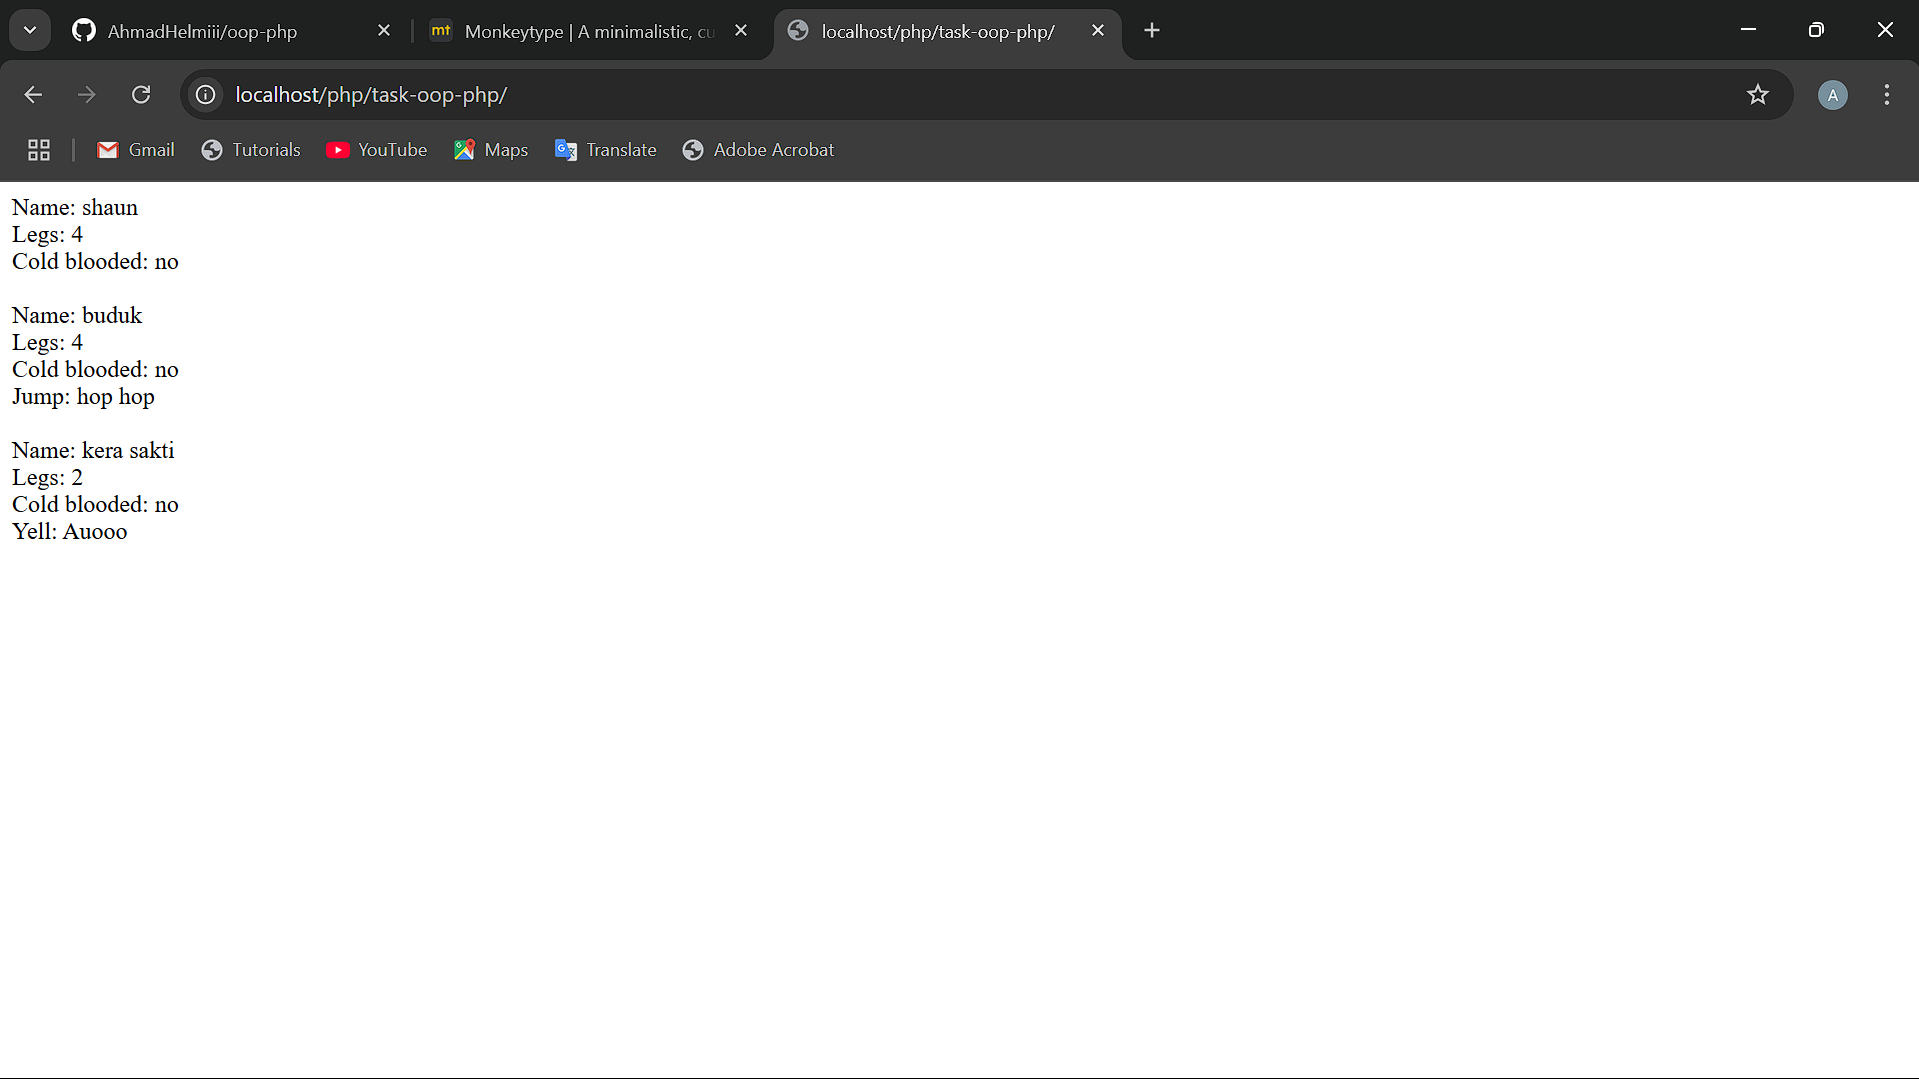 AhmadHelmiii/oop-php
mt Monkeytype | A minimalistic, cu
localhost/php/task-oop-php/
localhost/php/task-oop-php/
A
Gmail
Tutorials
YouTube
Maps
Translate
Adobe Acrobat
Name: shaun
Legs: 4
Cold blooded: no
Name: buduk
Legs: 4
Cold blooded: no
Jump: hop hop
Name: kera sakti
Legs: 2
Cold blooded: no
Yell: Auooo